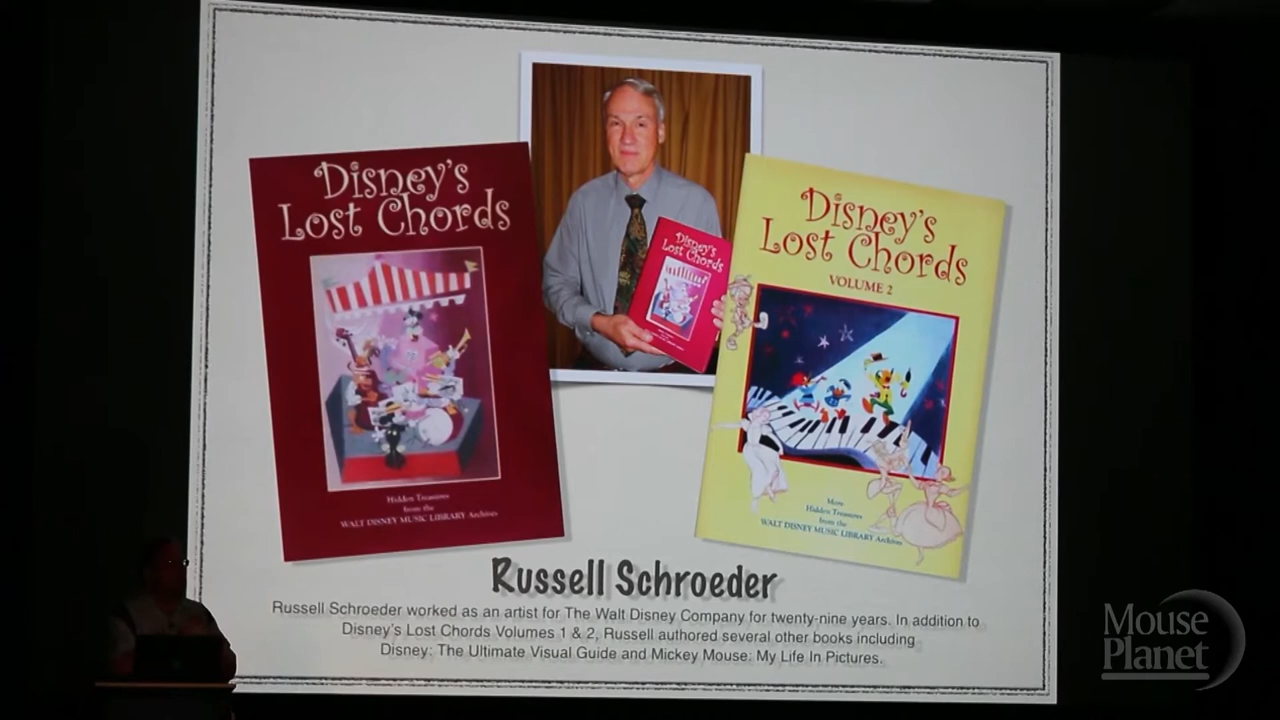 Disney's
Lost Chords
Hidden Treasures
from the
WALT DISNEY MUSIC LIBRARY Archives
Disney's
Lost Chords
Disney's
Lost Chords
VOLUME 2
More
Hidden Treasures
from the
WALT DISNEY MUSIC LIBRARY Archives
Russell Schroeder
Russell Schroeder worked as an artist for The Walt Disney Company for twenty-nine years. In addition to
Disney's Lost Chords Volumes 1 & 2, Russell authored several other books including
Disney: The Ultimate Visual Guide and Mickey Mouse: My Life In Pictures.
Mouse
Planet